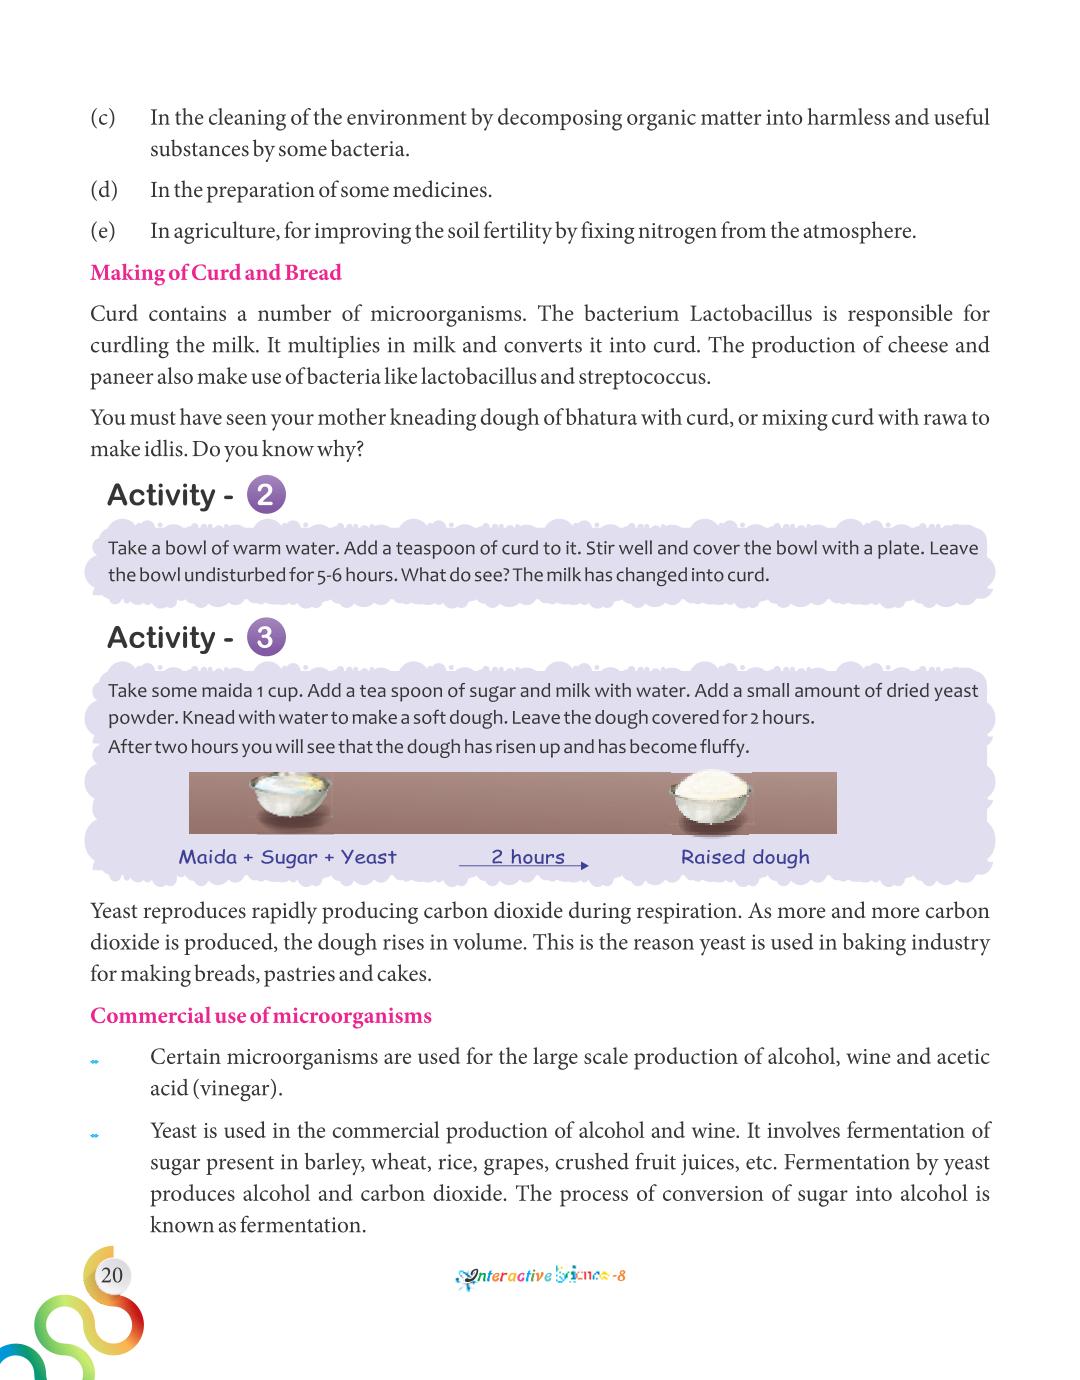 (c) In the cleaning of the environment by decomposing organic matter into harmless and useful
substances by some bacteria.
(d) In the preparation of some medicines.
(e) In agriculture, for improving the soil fertility by fixing nitrogen from the atmosphere.
Making of Curd and Bread
Curd contains a number of microorganisms. The bacterium Lactobacillus is responsible for
curdling the milk. It multiplies in milk and converts it into curd. The production of cheese and
paneer also make use of bacteria like lactobacillus and streptococcus.
You must have seen your mother kneading dough of bhatura with curd, or mixing curd with rawa to
make idlis. Do you know why?
Activity - 2
Take a bowl of warm water. Add a teaspoon of curd to it. Stir well and cover the bowl with a plate. Leave
the bowl undisturbed for 5-6 hours. What do see? The milk has changed into curd.
Activity - 3
Take some maida 1 cup. Add a tea spoon of sugar and milk with water. Add a small amount of dried yeast
powder. Knead with water to make a soft dough. Leave the dough covered for 2 hours.
After two hours you will see that the dough has risen up and has become fluffy.
Maida + Sugar + Yeast 2 hours Raised dough
Yeast reproduces rapidly producing carbon dioxide during respiration. As more and more carbon
dioxide is produced, the dough rises in volume. This is the reason yeast is used in baking industry
for making breads, pastries and cakes.
Commercial use of microorganisms
Certain microorganisms are used for the large scale production of alcohol, wine and acetic
acid (vinegar).
Yeast is used in the commercial production of alcohol and wine. It involves fermentation of
sugar present in barley, wheat, rice, grapes, crushed fruit juices, etc. Fermentation by yeast
produces alcohol and carbon dioxide. The process of conversion of sugar into alcohol is
known as fermentation.
20
Interactive Science-8